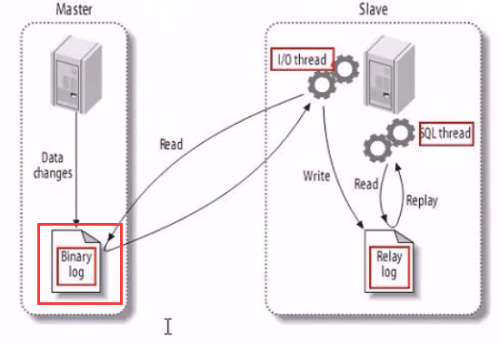 Master
Slave
I/O thread
SQL thread
Data
changes
Read
Write
Read
Replay
Binary
log
Relay
log